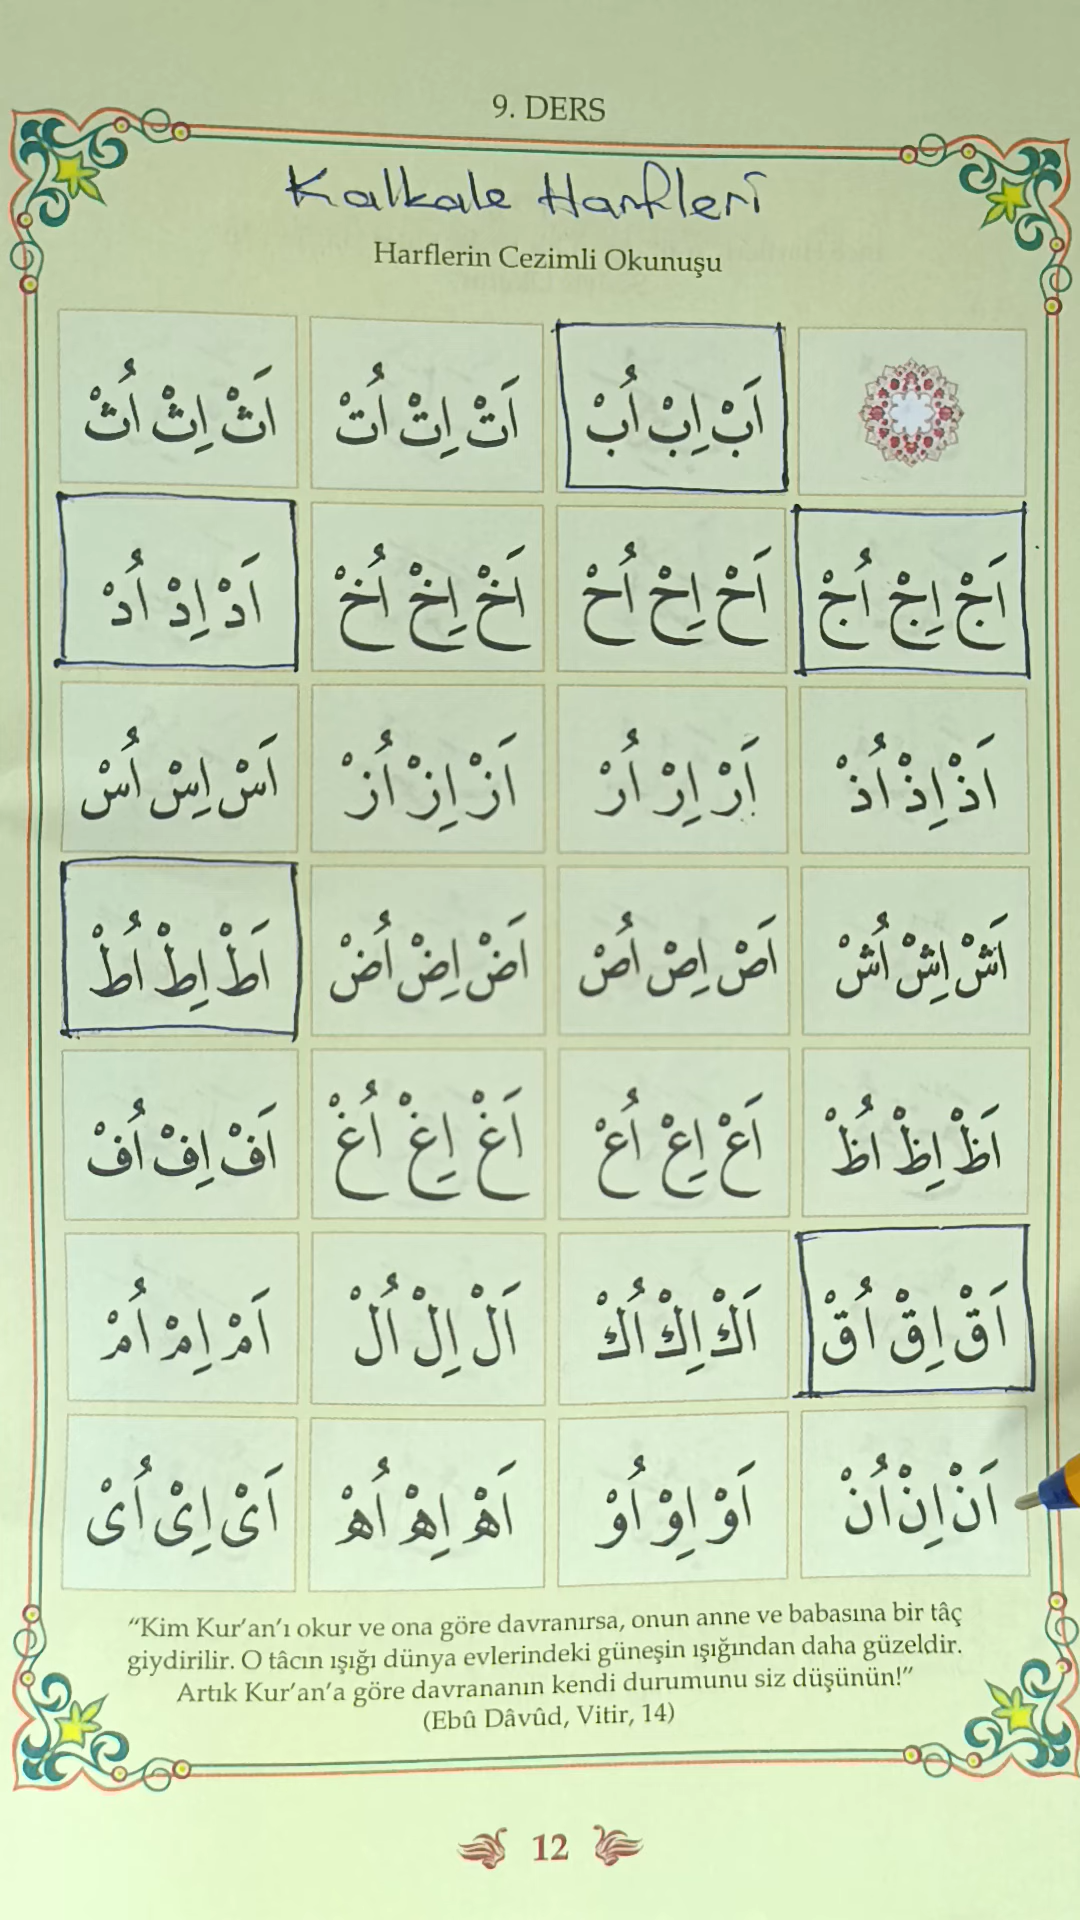 9. DERS
Kalkale Harfleri
Harflerin Cezimli Okunuşu
اَبْ اِبْ اُبْ
اَتْ اِتْ اُتْ
اَثْ اِثْ اُثْ
اَجْ اِجْ اُجْ
اَحْ اِحْ اُحْ
اَخْ اِخْ اُخْ
اَدْ اِدْ اُدْ
اَذْ اِذْ اُذْ
اَرْ اِرْ اُرْ
اَزْ اِزْ اُزْ
اَسْ اِسْ اُسْ
اَشْ اِشْ اُشْ
اَصْ اِصْ اُصْ
اَضْ اِضْ اُضْ
اَطْ اِطْ اُطْ
اَظْ اِظْ اُظْ
اَعْ اِعْ اُعْ
اَغْ اِغْ اُغْ
اَفْ اِفْ اُفْ
اَقْ اِقْ اُقْ
اَكْ اِكْ اُكْ
اَلْ اِلْ اُلْ
اَمْ اِمْ اُمْ
اَنْ اِنْ اُنْ
اَوْ اِوْ اُوْ
اَهْ اِهْ اُهْ
اَىْ اِىْ اُىْ
“Kim Kur’an’ı okur ve ona göre davranırsa, onun anne ve babasına bir tâç
giydirilir. O tâcın ışığı dünya evlerindeki güneşin ışığından daha güzeldir.
Artık Kur’an’a göre davrananın kendi durumunu siz düşünün!”
(Ebû Dâvûd, Vitir, 14)
12